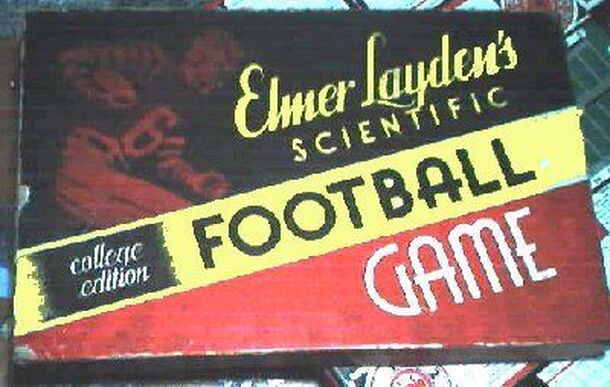 Elmer Layden's
SCIENTIFIC
FOOTBALL
GAME
college
edition